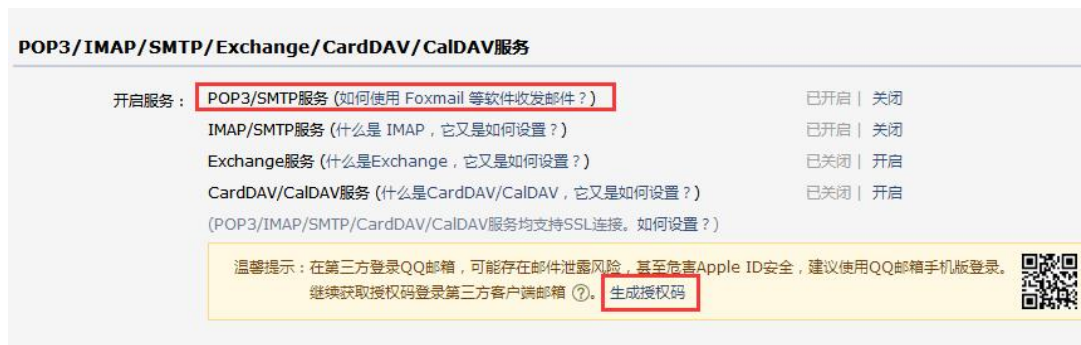 POP3/IMAP/SMTP/Exchange/CardDAV/CalDAV服务
开启服务： POP3/SMTP服务 (如何使用 Foxmail 等软件收发邮件？) 已开启 | 关闭
IMAP/SMTP服务 (什么是 IMAP，它又是如何设置？) 已开启 | 关闭
Exchange服务 (什么是Exchange，它又是如何设置？) 已关闭 | 开启
CardDAV/CalDAV服务 (什么是CardDAV/CalDAV，它又是如何设置？) 已关闭 | 开启
(POP3/IMAP/SMTP/CardDAV/CalDAV服务均支持SSL连接。如何设置？)
温馨提示：在第三方登录QQ邮箱，可能存在邮件泄露风险，甚至危害Apple ID安全，建议使用QQ邮箱手机版登录。
继续获取授权码登录第三方客户端邮箱 ?。 生成授权码